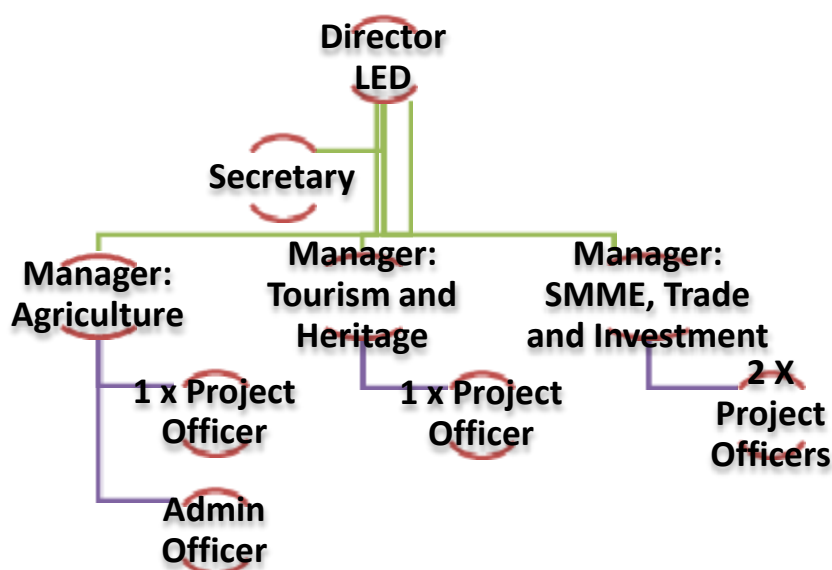 Director
LED
Secretary
Manager:
Agriculture
Manager:
Tourism and
Heritage
Manager:
SMME, Trade
and Investment
1 x Project
Officer
1 x Project
Officer
2 X
Project
Officers
Admin
Officer